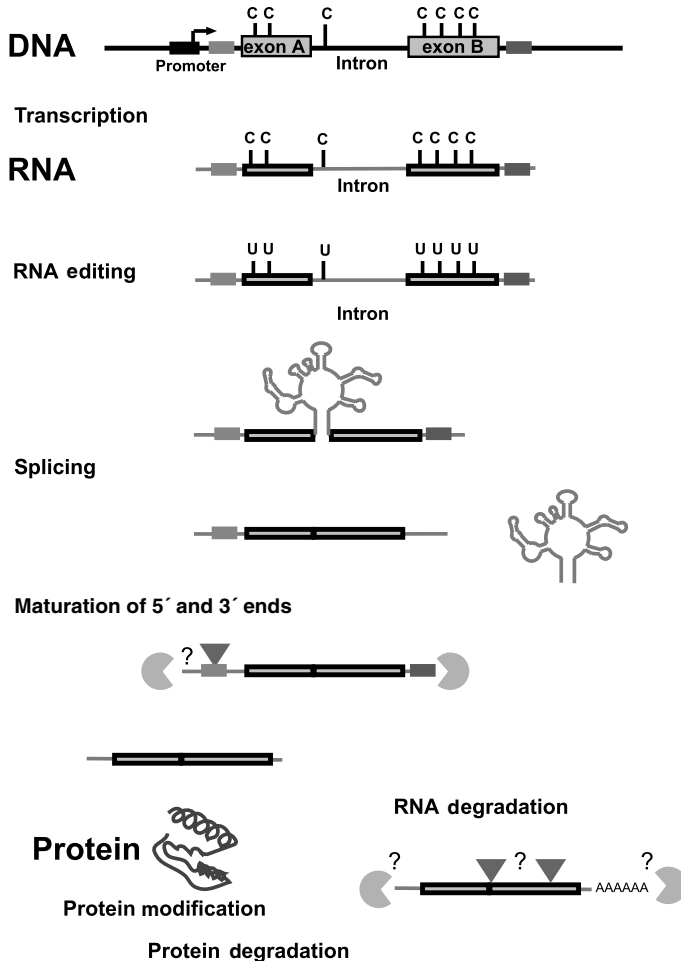 C C C C C C C
DNA
exon A
exon B
Promoter
Intron
Transcription
C C C C C C C
RNA
Intron
U U U U U U U
RNA editing
Intron
Splicing
Maturation of 5´ and 3´ ends
?
RNA degradation
Protein
? ? ?
AAAAAA
Protein modification
Protein degradation